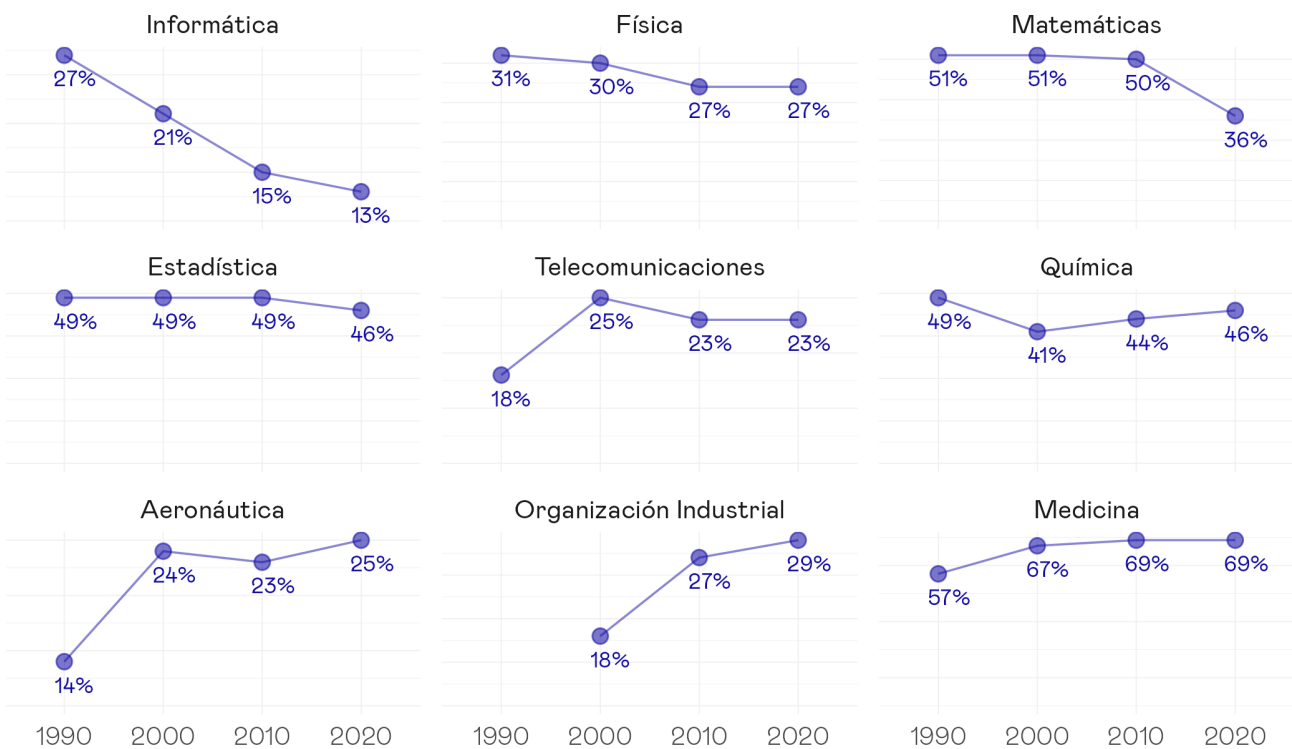 Informática
27%
21%
15%
13%
Física
31%
30%
27%
27%
Matemáticas
51%
51%
50%
36%
Estadística
49%
49%
49%
46%
Telecomunicaciones
18%
25%
23%
23%
Química
49%
41%
44%
46%
Aeronáutica
14%
24%
23%
25%
1990 2000 2010 2020
Organización Industrial
18%
27%
29%
1990 2000 2010 2020
Medicina
57%
67%
69%
69%
1990 2000 2010 2020